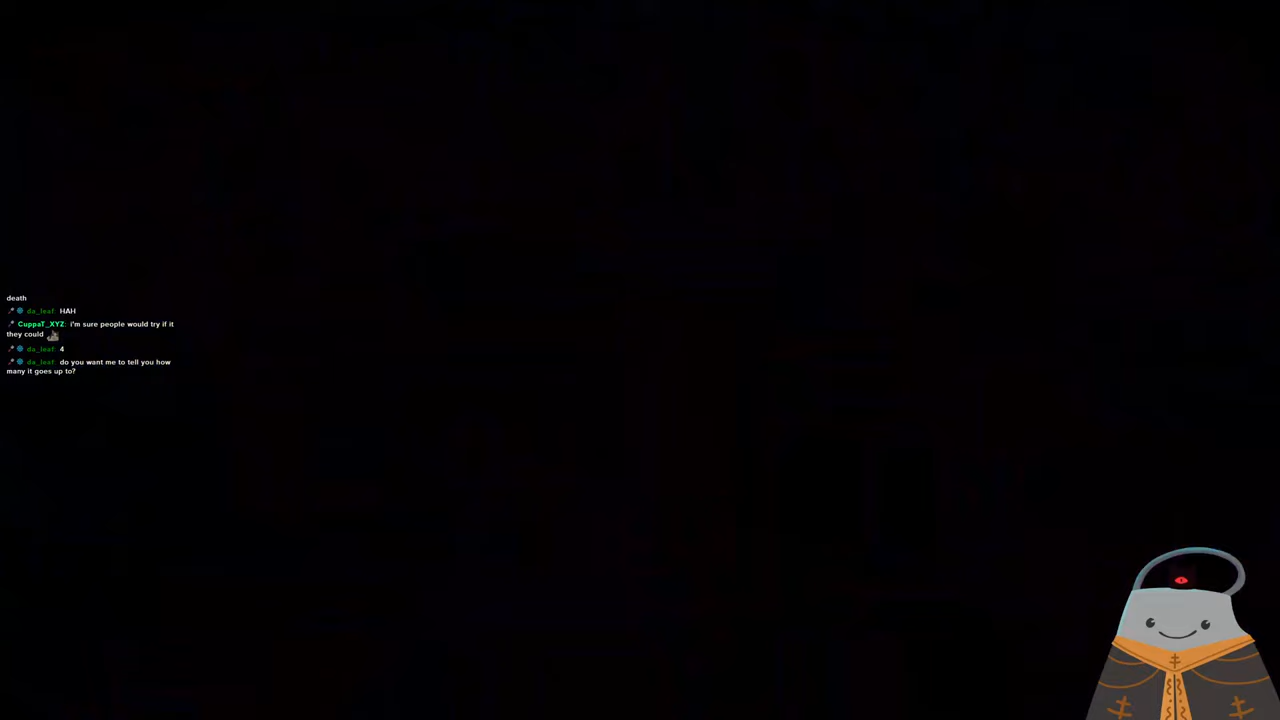 death
da_leaf: HAH
CuppaT_XYZ: i'm sure people would try if it
they could
da_leaf: 4
da_leaf: do you want me to tell you how
many it goes up to?